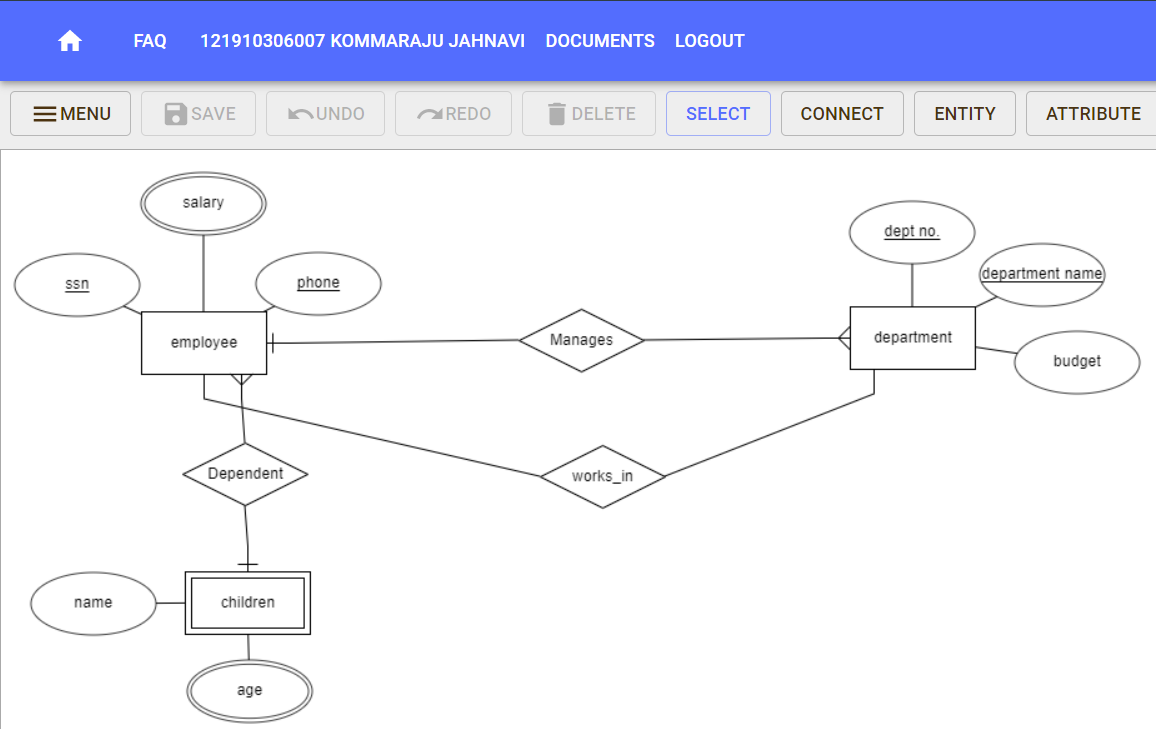 FAQ 121910306007 KOMMARAJU JAHNAVI DOCUMENTS LOGOUT
MENU SAVE UNDO REDO DELETE SELECT CONNECT ENTITY ATTRIBUTE
salary
dept no.
ssn
phone
department name
employee
Manages
department
budget
Dependent
works_in
name
children
age